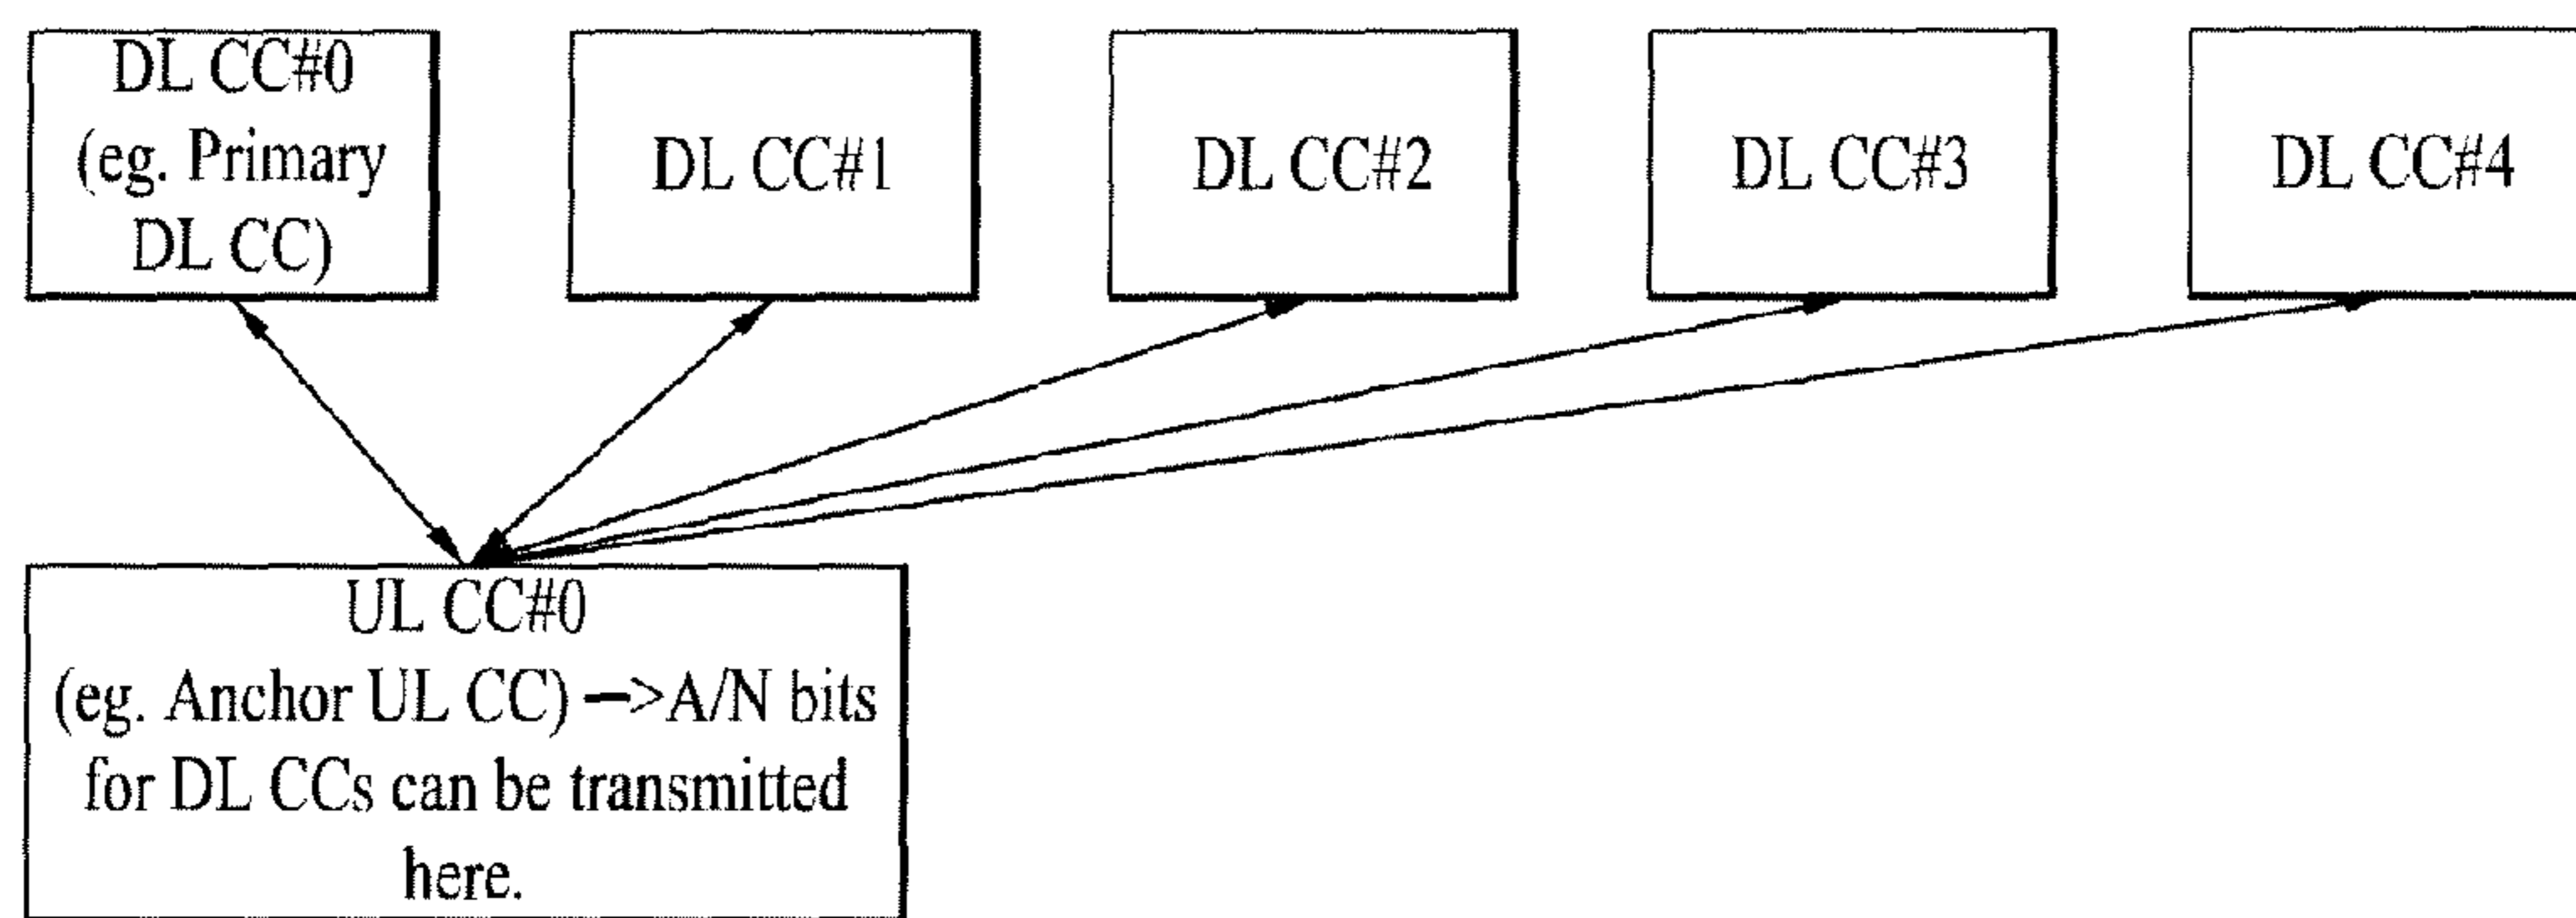 DL CC#0
(eg. Primary
DL CC)
DL CC#1
DL CC#2
DL CC#3
DL CC#4
UL CC#0
(eg. Anchor UL CC) —>A/N bits
for DL CCs can be transmitted
here.